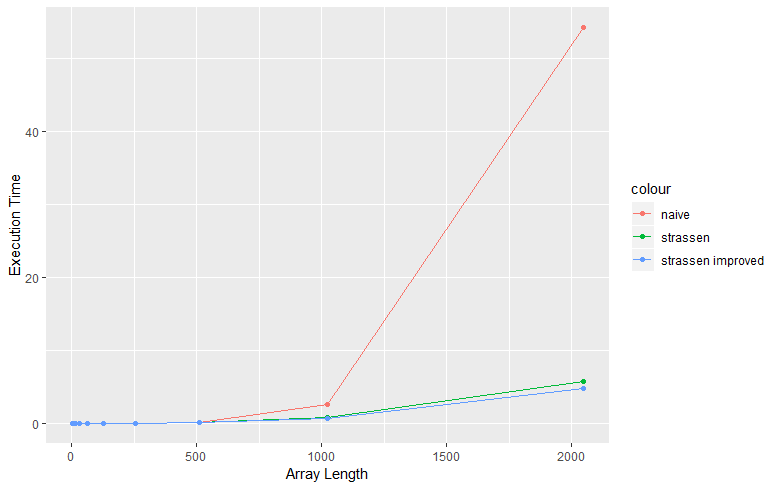 Execution Time
40
20
0
0 500 1000 1500 2000
Array Length
colour
naive
strassen
strassen improved